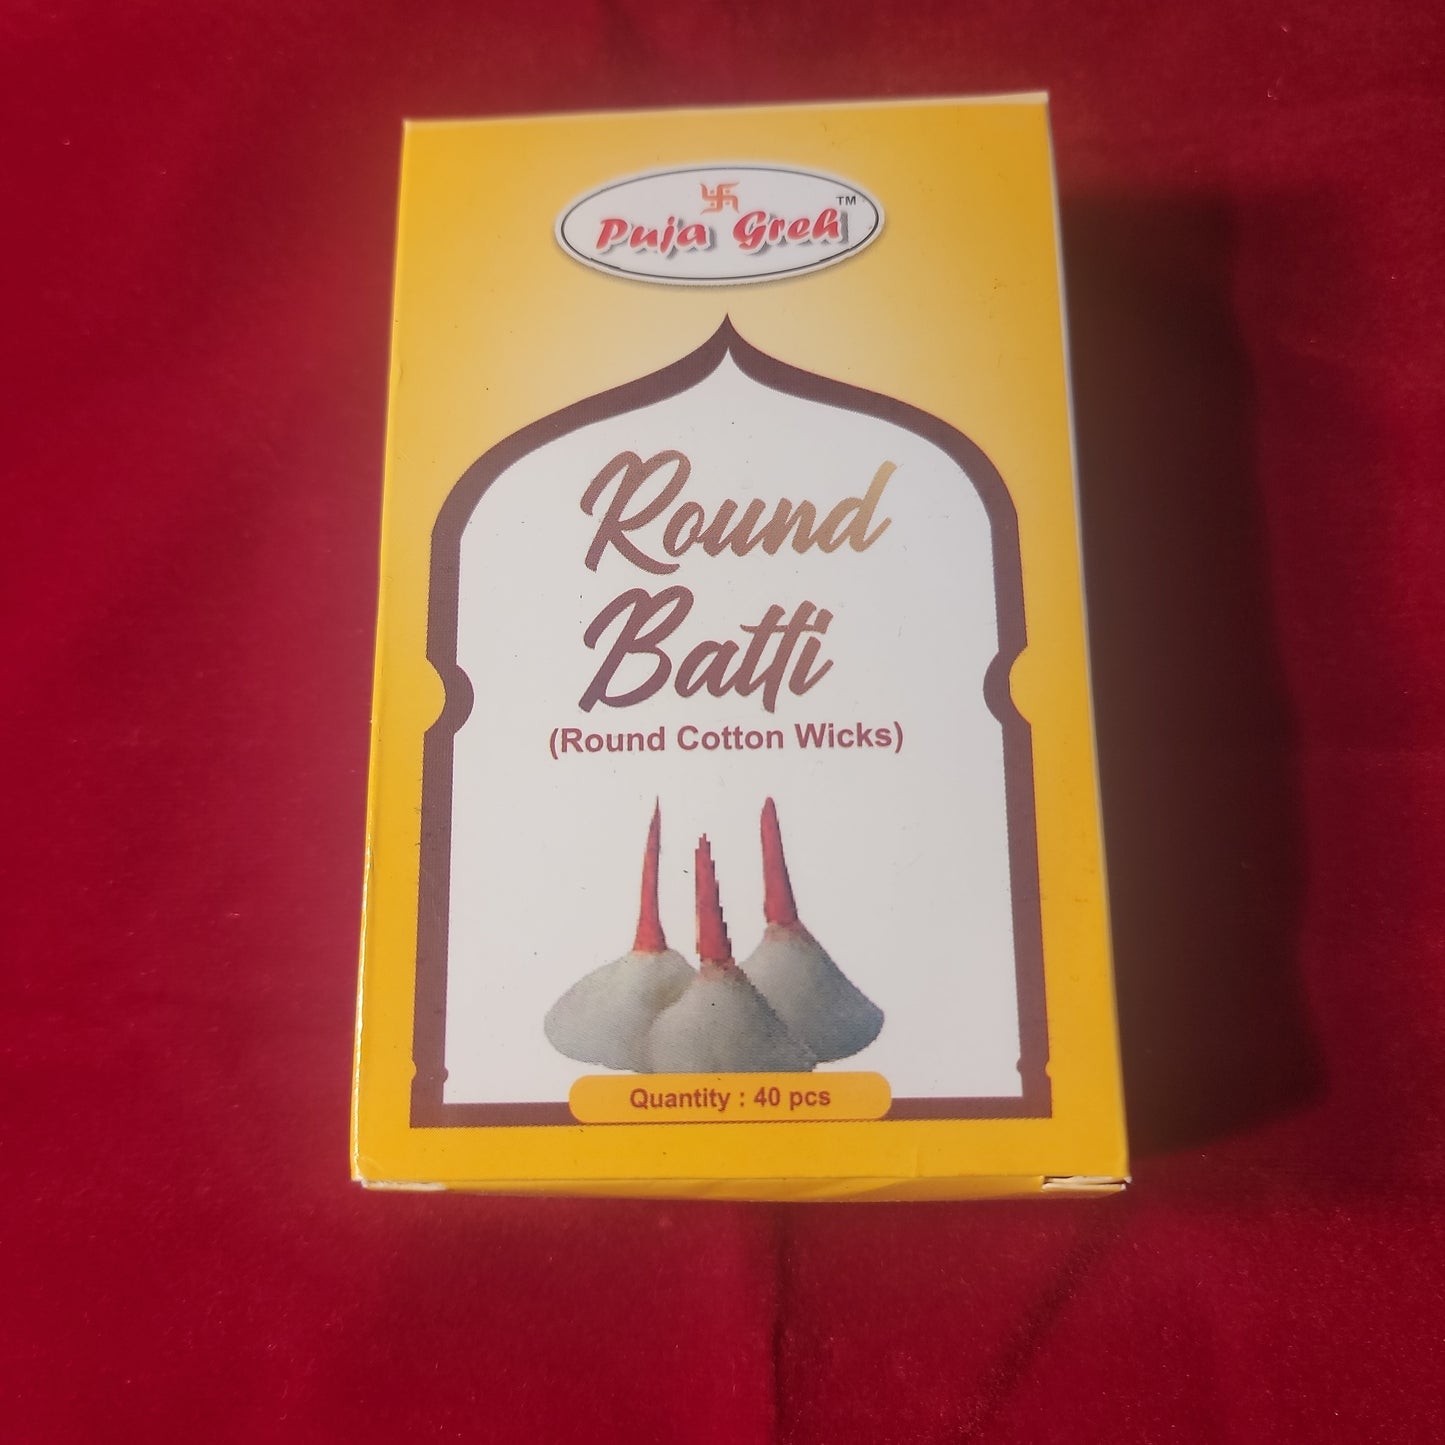 Puja Greh TM
Round
Batti
(Round Cotton Wicks)
Quantity : 40 pcs